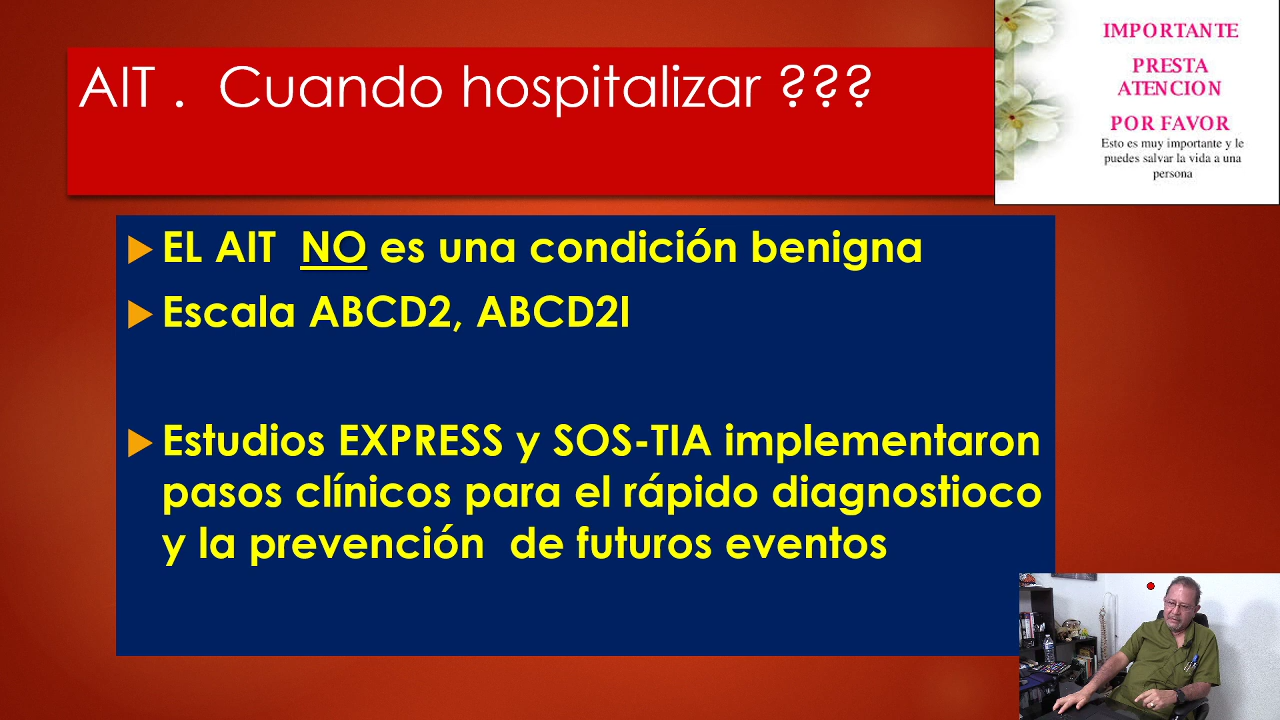 AIT .  Cuando hospitalizar ???
IMPORTANTE
PRESTA
ATENCION
POR FAVOR
Esto es muy importante y le
puedes salvar la vida a una
persona
EL AIT  NO es una condición benigna
Escala ABCD2, ABCD2I
Estudios EXPRESS y SOS-TIA implementaron
pasos clínicos para el rápido diagnostioco
y la prevención  de futuros eventos